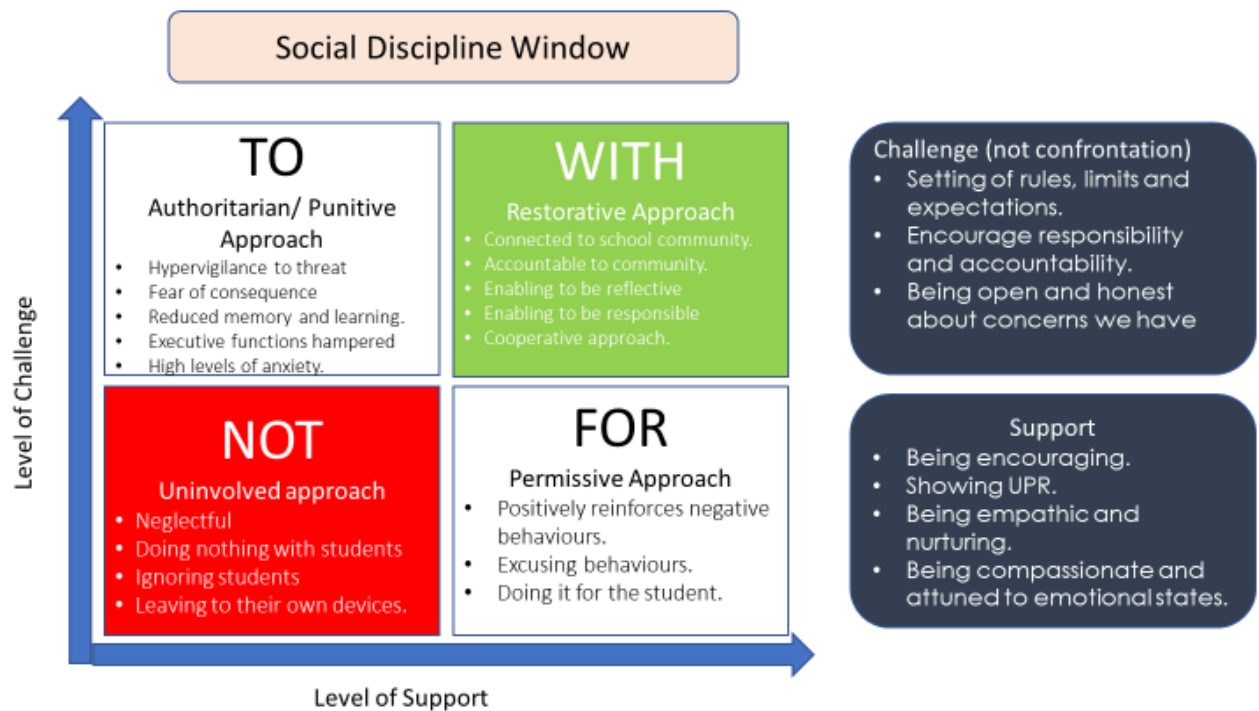 Social Discipline Window
Level of Challenge
TO
Authoritarian/ Punitive
Approach
• Hypervigilance to threat
• Fear of consequence
• Reduced memory and learning.
• Executive functions hampered
• High levels of anxiety.
WITH
Restorative Approach
• Connected to school community.
• Accountable to community.
• Enabling to be reflective
• Enabling to be responsible
• Cooperative approach.
NOT
Uninvolved approach
• Neglectful
• Doing nothing with students
• Ignoring students
• Leaving to their own devices.
FOR
Permissive Approach
• Positively reinforces negative
behaviours.
• Excusing behaviours.
• Doing it for the student.
Level of Support
Challenge (not confrontation)
• Setting of rules, limits and
expectations.
• Encourage responsibility
and accountability.
• Being open and honest
about concerns we have
Support
• Being encouraging.
• Showing UPR.
• Being empathic and
nurturing.
• Being compassionate and
attuned to emotional states.